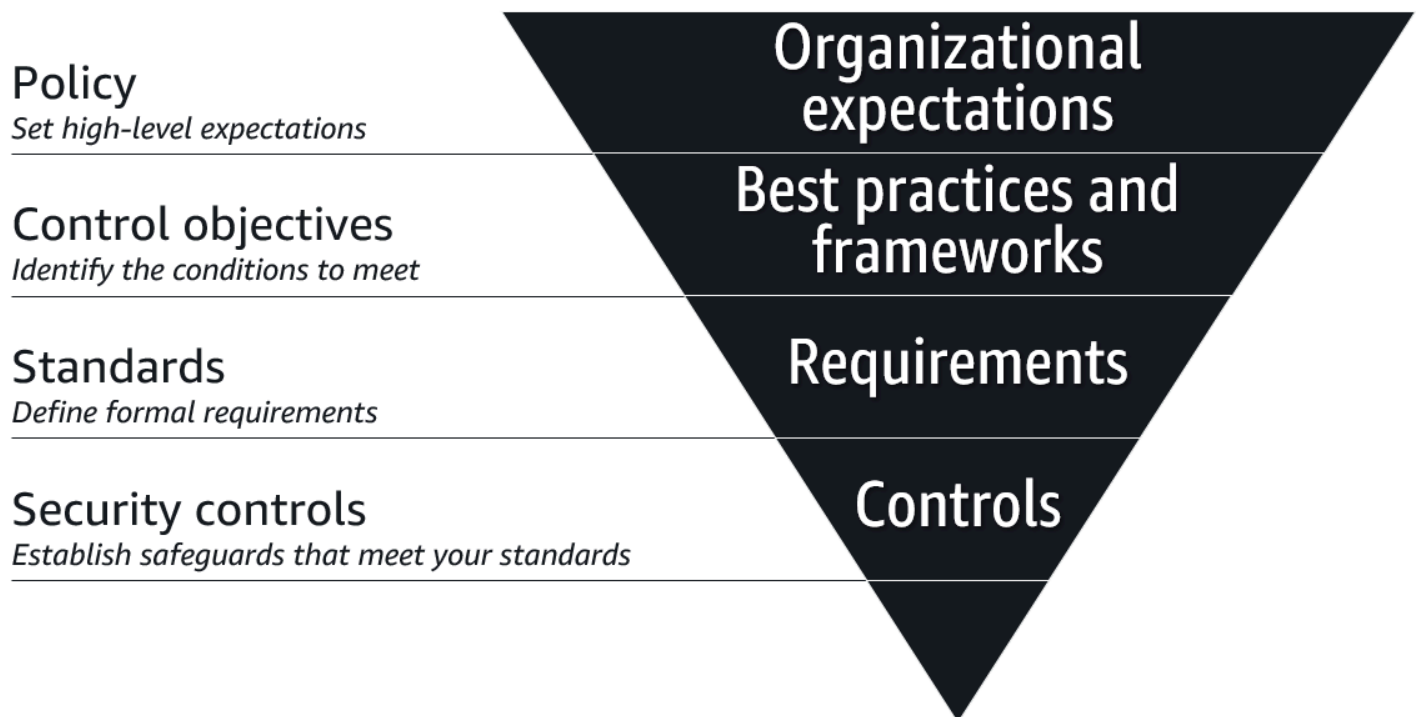 Policy
Set high-level expectations
Organizational
expectations
Control objectives
Identify the conditions to meet
Best practices and
frameworks
Standards
Define formal requirements
Requirements
Security controls
Establish safeguards that meet your standards
Controls